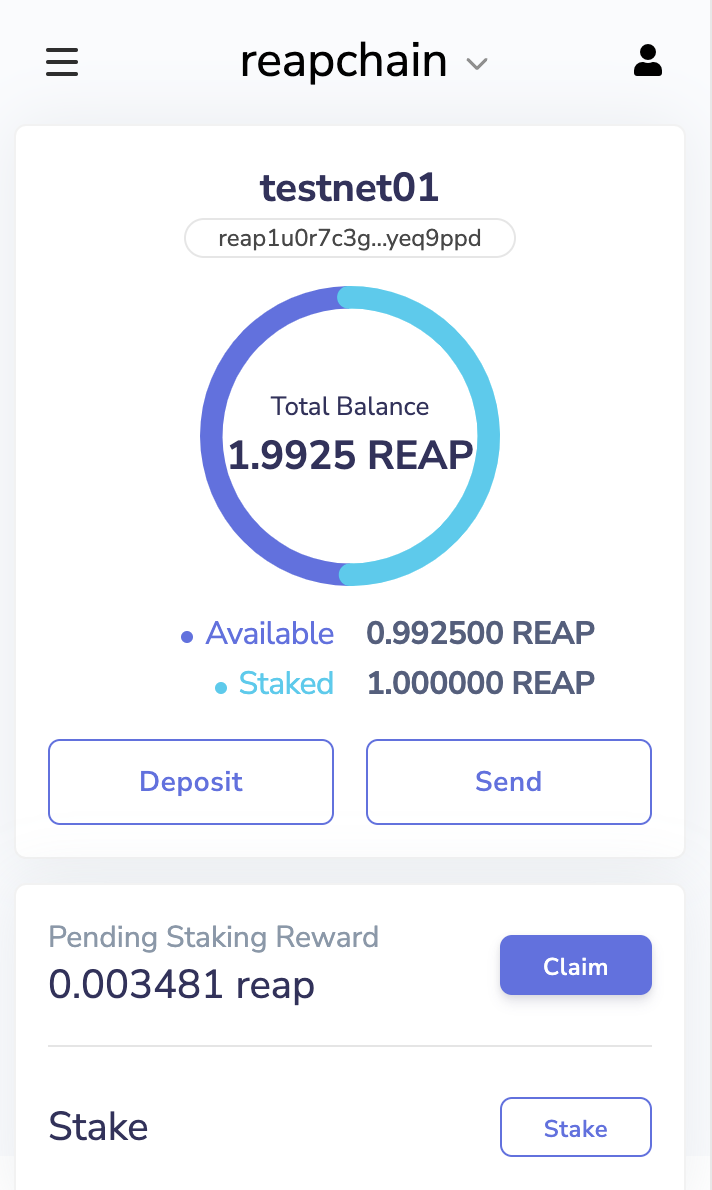 reapchain
testnet01
reap1u0r7c3g...yeq9ppd
Total Balance
1.9925 REAP
Available 0.992500 REAP
Staked 1.000000 REAP
Deposit Send
Pending Staking Reward
0.003481 reap
Claim
Stake Stake